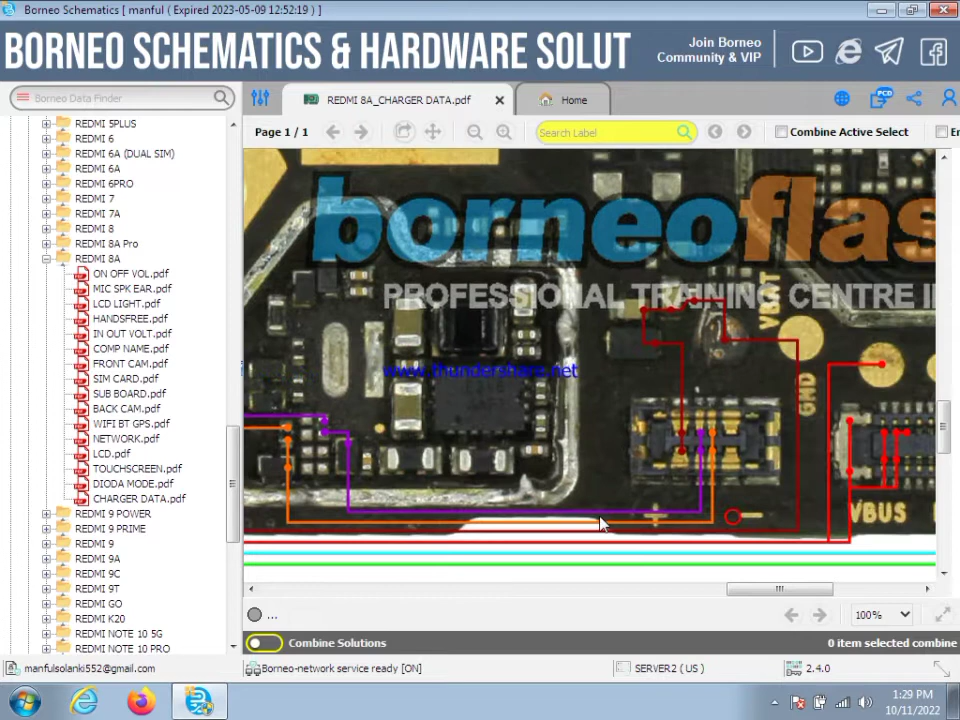 Borneo Schematics [ manful ( Expired 2023-05-09 12:52:19 ) ]
BORNEO SCHEMATICS & HARDWARE SOLUT
Join Borneo
Community & VIP
Borneo Data Finder
REDMI 8A_CHARGER DATA.pdf
Home
Page 1 / 1
Search Label
Combine Active Select
En
REDMI 5PLUS
REDMI 6
REDMI 6A (DUAL SIM)
REDMI 6A
REDMI 6PRO
REDMI 7
REDMI 7A
REDMI 8
REDMI 8A Pro
REDMI 8A
ON OFF VOL.pdf
MIC SPK EAR.pdf
LCD LIGHT.pdf
HANDSFREE.pdf
IN OUT VOLT.pdf
COMP NAME.pdf
FRONT CAM.pdf
SIM CARD.pdf
SUB BOARD.pdf
BACK CAM.pdf
WIFI BT GPS.pdf
NETWORK.pdf
LCD.pdf
TOUCHSCREEN.pdf
DIODA MODE.pdf
CHARGER DATA.pdf
REDMI 9 POWER
REDMI 9 PRIME
REDMI 9
REDMI 9A
REDMI 9C
REDMI 9T
REDMI GO
REDMI K20
REDMI NOTE 10 5G
REDMI NOTE 10 PRO
borneoflas
PROFESSIONAL TRAINING CENTRE I
VBAT
www.thundershare.net
GND
+ −
VBUS
...
100%
Combine Solutions
0 item selected combine
manfulsolanki552@gmail.com
Borneo-network service ready [ON]
SERVER2 ( US )
2.4.0
1:29 PM
10/11/2022